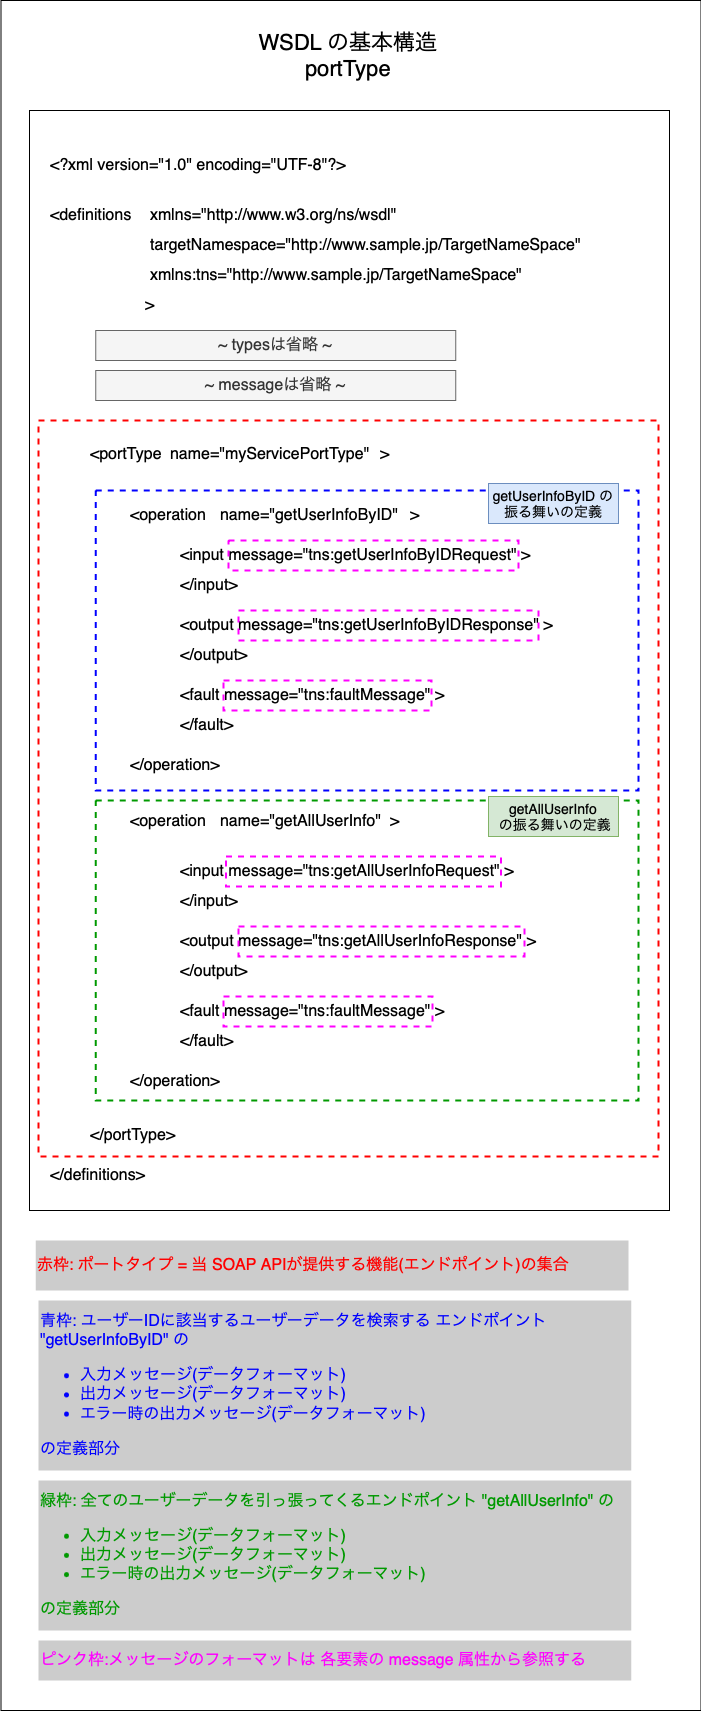 WSDL の基本構造
portType
<?xml version="1.0" encoding="UTF-8"?>
<definitions xmlns="http://www.w3.org/ns/wsdl"
targetNamespace="http://www.sample.jp/TargetNameSpace"
xmlns:tns="http://www.sample.jp/TargetNameSpace"
>
~ typesは省略 ~
~ messageは省略 ~
<portType name="myServicePortType" >
getUserInfoByID の
振る舞いの定義
<operation name="getUserInfoByID" >
<input message="tns:getUserInfoByIDRequest" >
</input>
<output message="tns:getUserInfoByIDResponse" >
</output>
<fault message="tns:faultMessage" >
</fault>
</operation>
getAllUserInfo
の振る舞いの定義
<operation name="getAllUserInfo" >
<input message="tns:getAllUserInfoRequest" >
</input>
<output message="tns:getAllUserInfoResponse" >
</output>
<fault message="tns:faultMessage" >
</fault>
</operation>
</portType>
</definitions>
赤枠: ポートタイプ = 当 SOAP APIが提供する機能(エンドポイント)の集合
青枠: ユーザーIDに該当するユーザーデータを検索する エンドポイント
"getUserInfoByID" の
• 入力メッセージ(データフォーマット)
• 出力メッセージ(データフォーマット)
• エラー時の出力メッセージ(データフォーマット)
の定義部分
緑枠: 全てのユーザーデータを引っ張ってくるエンドポイント "getAllUserInfo" の
• 入力メッセージ(データフォーマット)
• 出力メッセージ(データフォーマット)
• エラー時の出力メッセージ(データフォーマット)
の定義部分
ピンク枠:メッセージのフォーマットは 各要素の message 属性から参照する